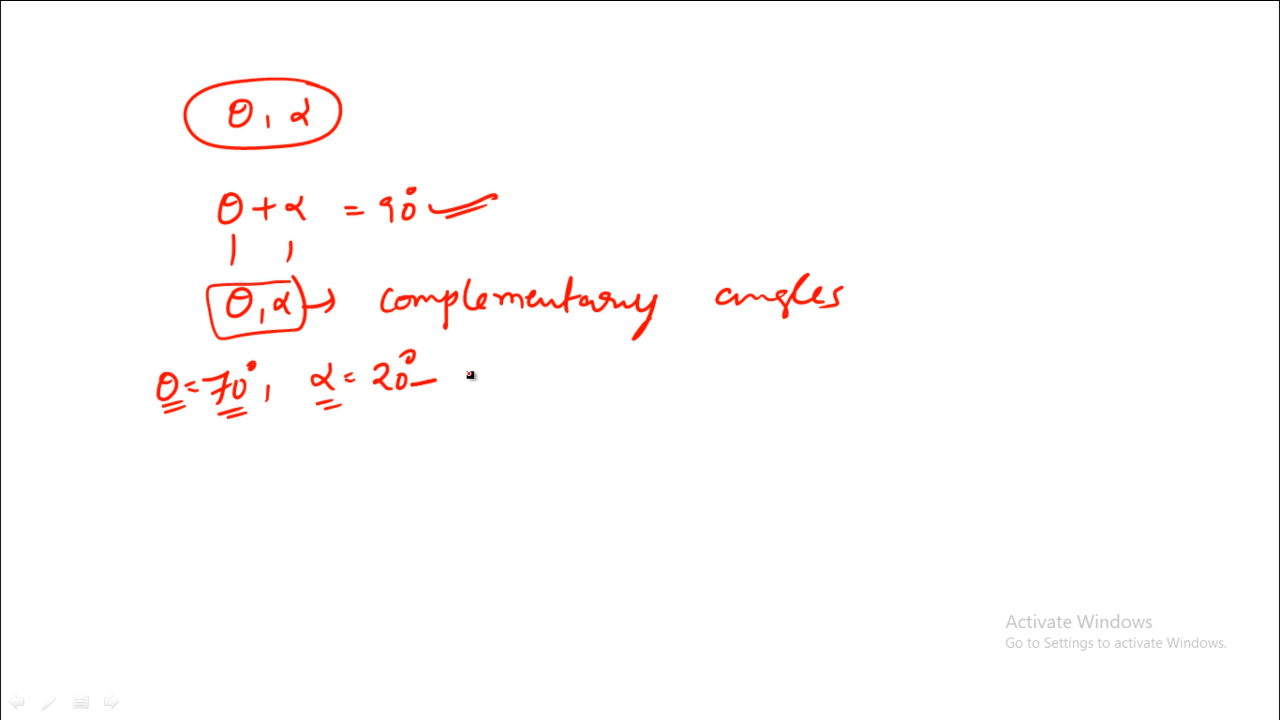 θ, α
θ + α = 90°
θ, α → complementary angles
θ = 70°, α = 20°
Activate Windows
Go to Settings to activate Windows.